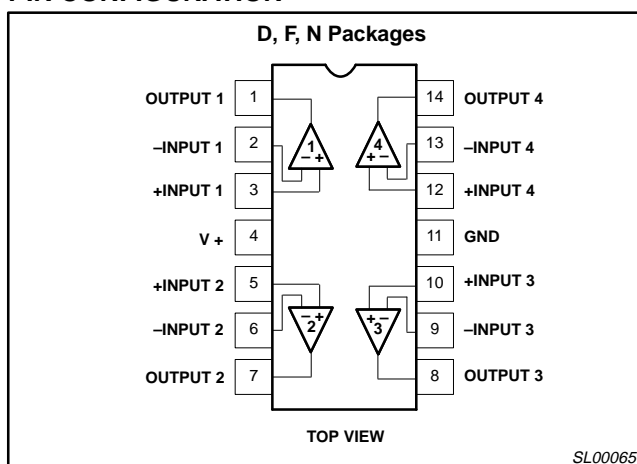 D, F, N Packages
OUTPUT 1 1 14 OUTPUT 4
–INPUT 1 2 13 –INPUT 4
+INPUT 1 3 12 +INPUT 4
1 – +
4 + –
V + 4 11 GND
+INPUT 2 5 10 +INPUT 3
–INPUT 2 6 9 –INPUT 3
– + 2
+ – 3
OUTPUT 2 7 8 OUTPUT 3
TOP VIEW
SL00065